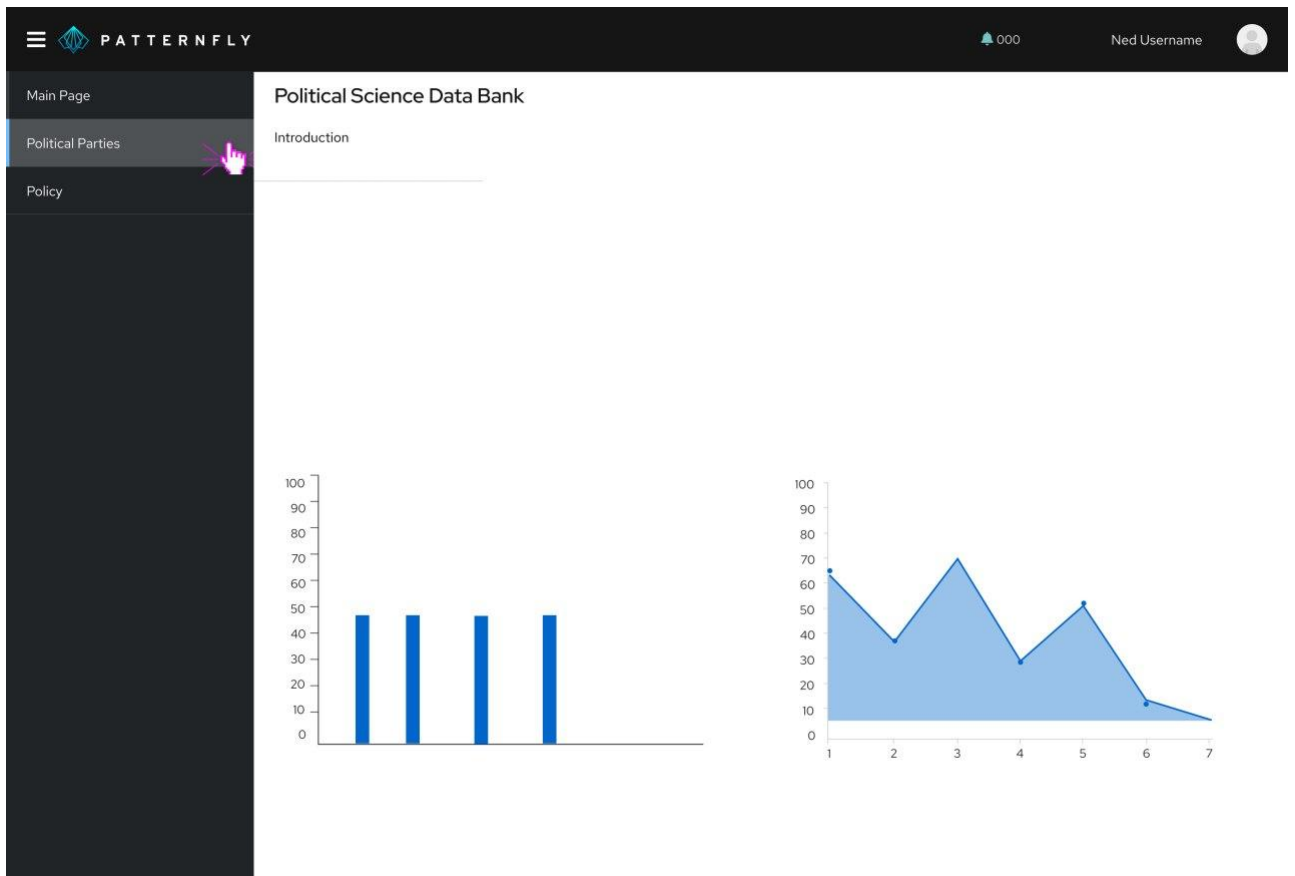 PATTERNFLY
000
Ned Username
Main Page
Political Parties
Policy
Political Science Data Bank
Introduction
100
90
80
70
60
50
40
30
20
10
0
100
90
80
70
60
50
40
30
20
10
0
1 2 3 4 5 6 7